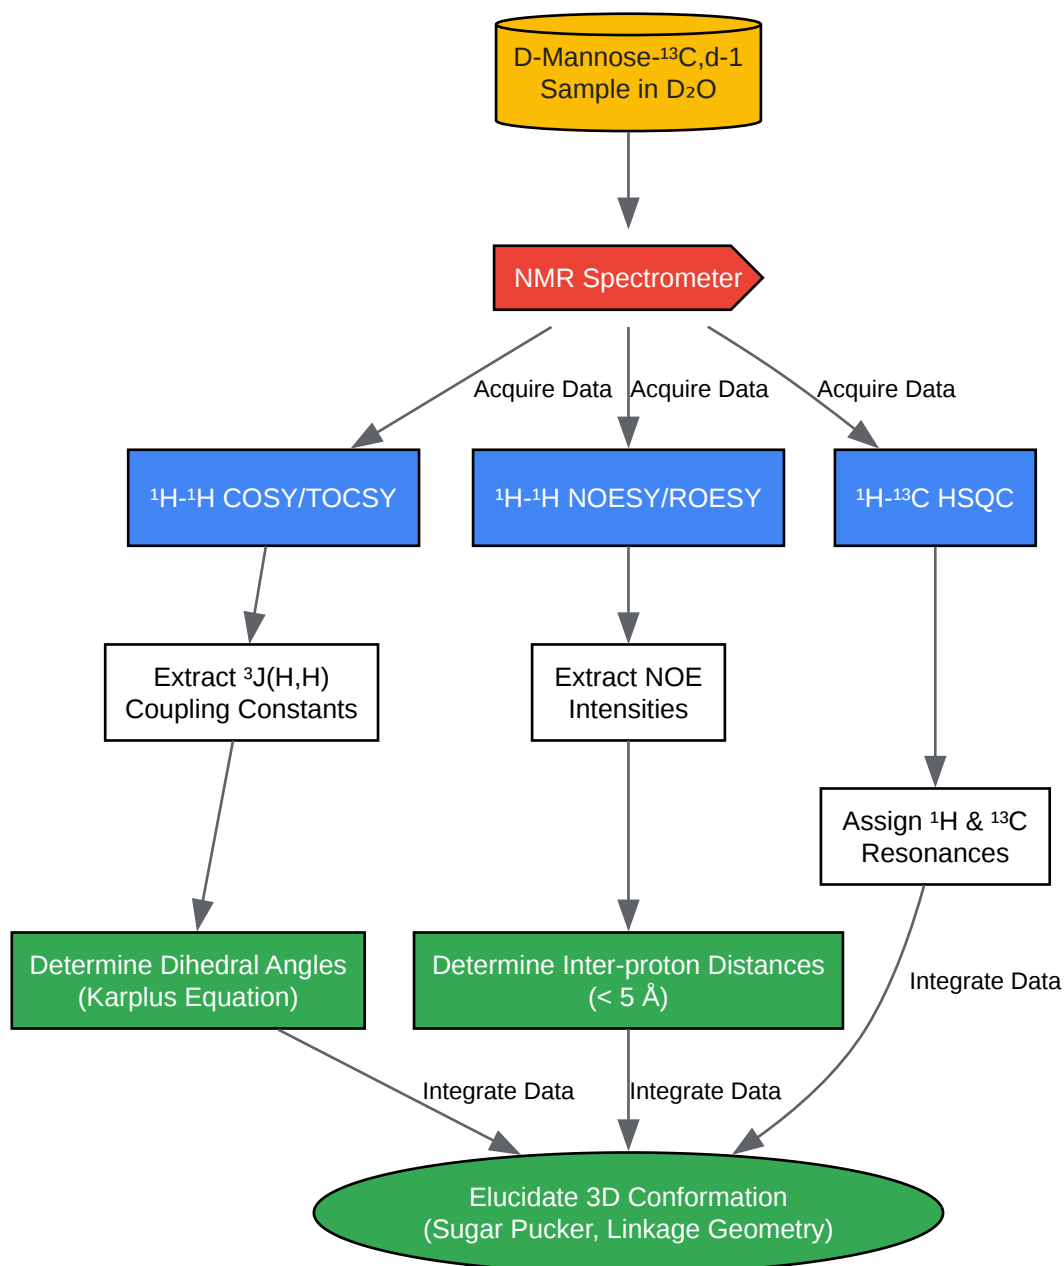 D-Mannose-¹³C,d-1
Sample in D₂O
NMR Spectrometer
Acquire Data
Acquire Data
Acquire Data
¹H-¹H COSY/TOCSY
¹H-¹H NOESY/ROESY
¹H-¹³C HSQC
Extract ³J(H,H)
Coupling Constants
Extract NOE
Intensities
Assign ¹H & ¹³C
Resonances
Determine Dihedral Angles
(Karplus Equation)
Determine Inter-proton Distances
(< 5 Å)
Integrate Data
Integrate Data
Integrate Data
Elucidate 3D Conformation
(Sugar Pucker, Linkage Geometry)